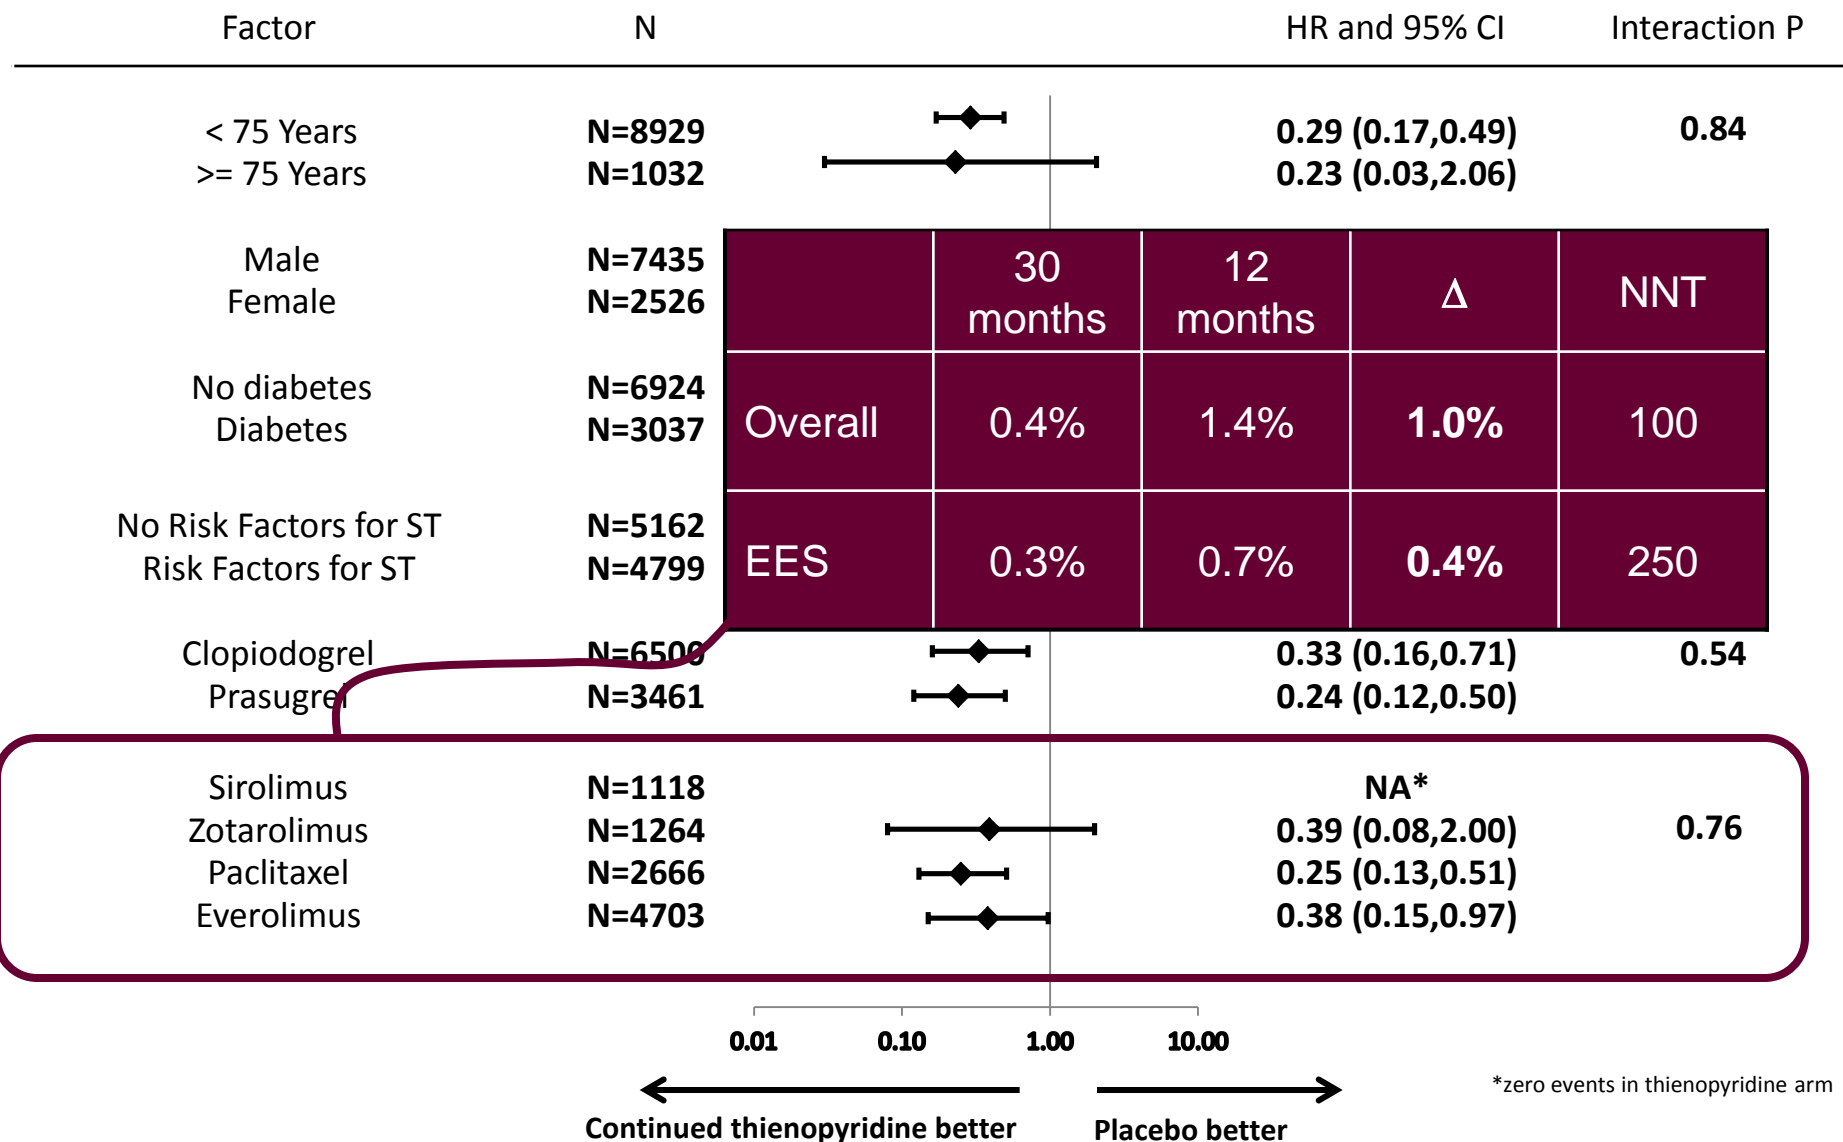 Factor N HR and 95% CI Interaction P
< 75 Years N=8929 0.29 (0.17,0.49) 0.84
>= 75 Years N=1032 0.23 (0.03,2.06)
Male N=7435
Female N=2526
No diabetes N=6924
Diabetes N=3037
No Risk Factors for ST N=5162
Risk Factors for ST N=4799
30 months 12 months Δ NNT
Overall 0.4% 1.4% 1.0% 100
EES 0.3% 0.7% 0.4% 250
Clopiodogrel N=6500 0.33 (0.16,0.71) 0.54
Prasugrel N=3461 0.24 (0.12,0.50)
Sirolimus N=1118 NA*
Zotarolimus N=1264 0.39 (0.08,2.00) 0.76
Paclitaxel N=2666 0.25 (0.13,0.51)
Everolimus N=4703 0.38 (0.15,0.97)
0.01 0.10 1.00 10.00
*zero events in thienopyridine arm
Continued thienopyridine better Placebo better